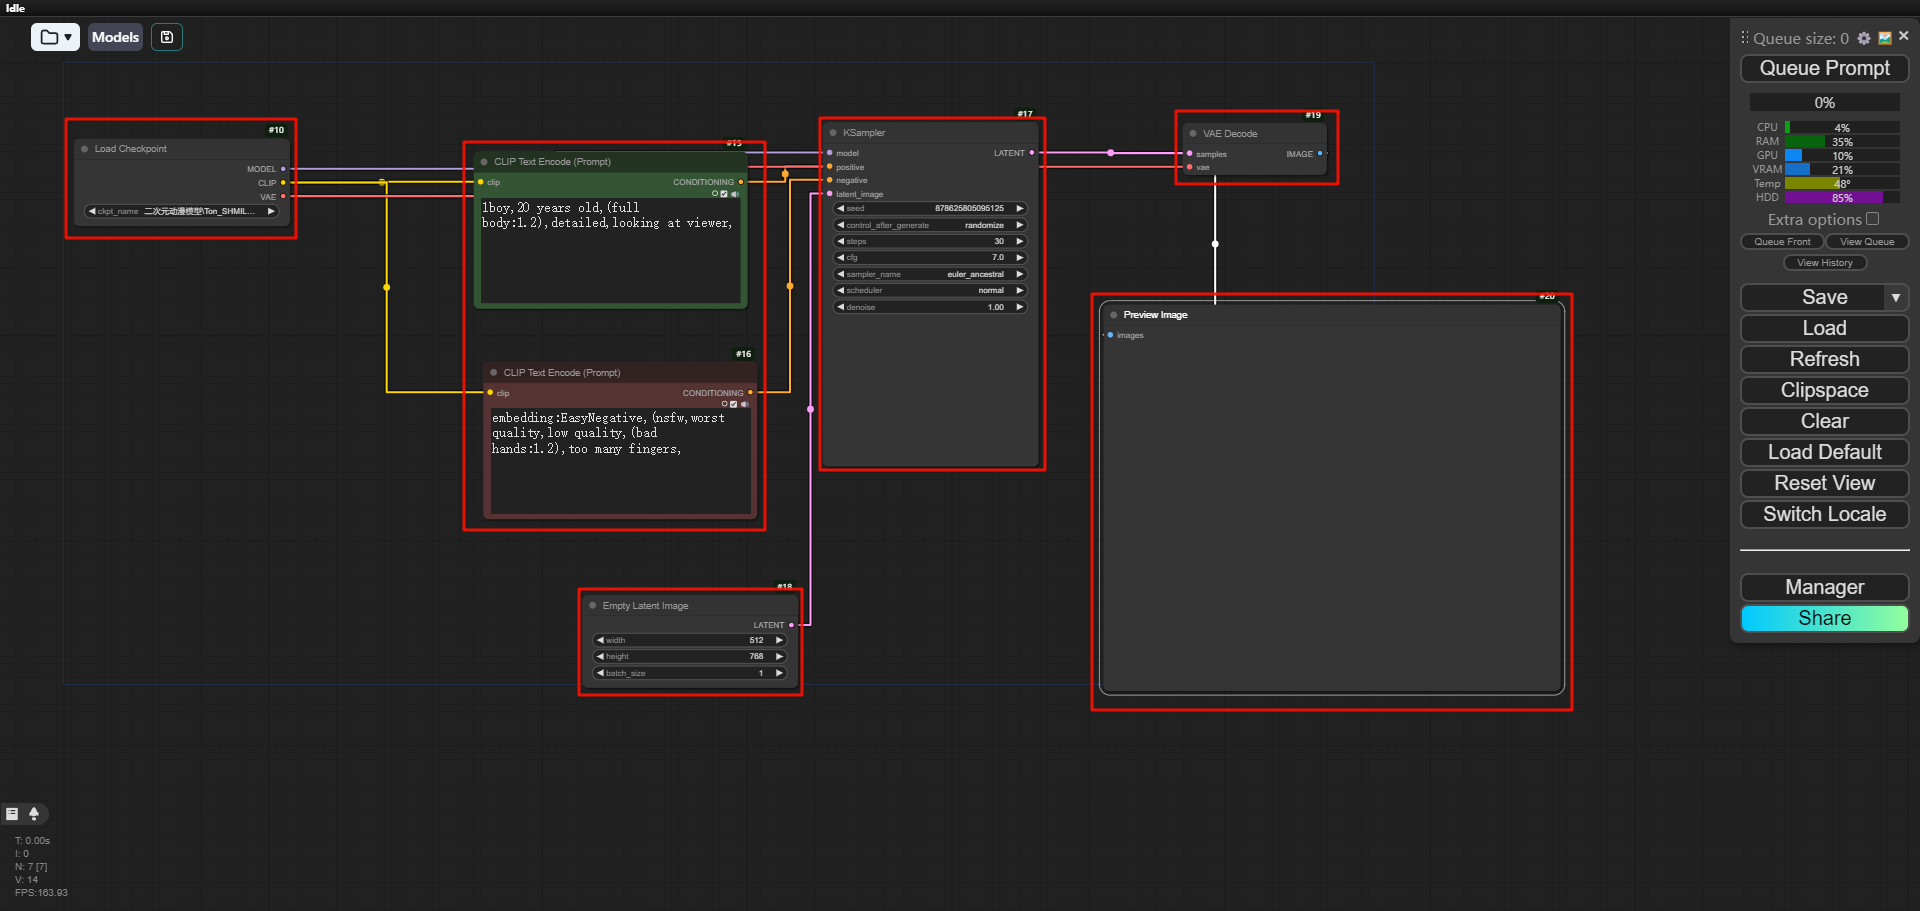 Idle
Models
#10
Load Checkpoint
MODEL
CLIP
VAE
ckpt_name 二次元动漫模型\Ton_SHMIL...
#15
CLIP Text Encode (Prompt)
clip
CONDITIONING
1boy,20 years old,(full
body:1.2),detailed,looking at viewer,
#16
CLIP Text Encode (Prompt)
clip
CONDITIONING
embedding:EasyNegative,(nsfw,worst
quality,low quality,(bad
hands:1.2),too many fingers,
#18
Empty Latent Image
LATENT
width 512
height 768
batch_size 1
#17
KSampler
model
LATENT
positive
negative
latent_image
seed 878625805095125
control_after_generate randomize
steps 30
cfg 7.0
sampler_name euler_ancestral
scheduler normal
denoise 1.00
#19
VAE Decode
samples
IMAGE
vae
#20
Preview Image
images
Queue size: 0
Queue Prompt
0%
CPU 4%
RAM 35%
GPU 10%
VRAM 21%
Temp 48°
HDD 85%
Extra options
Queue Front
View Queue
View History
Save
Load
Refresh
Clipspace
Clear
Load Default
Reset View
Switch Locale
Manager
Share
T: 0.00s
I: 0
N: 7 [7]
V: 14
FPS:163.93